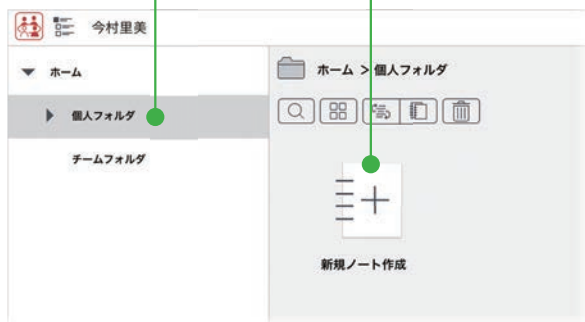 今村里美
ホーム
個人フォルダ
チームフォルダ
ホーム > 個人フォルダ
新規ノート作成